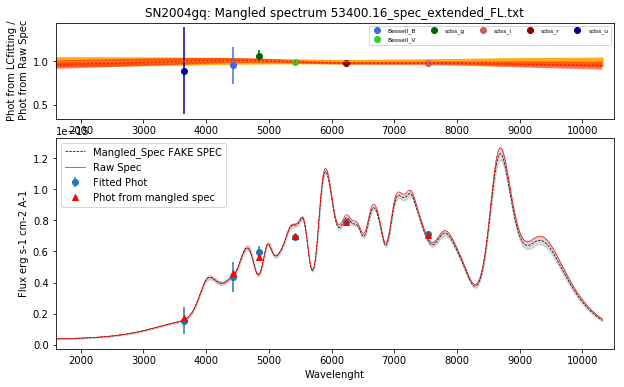 SN2004gq: Mangled spectrum 53400.16_spec_extended_FL.txt
Phot from LCfitting /
Phot from Raw Spec
1.0
0.5
Bessell_B
Bessell_V
sdss_g
sdss_i
sdss_r
sdss_u
2000 3000 4000 5000 6000 7000 8000 9000 10000
Flux erg s-1 cm-2 A-1
1.2
1.0
0.8
0.6
0.4
0.2
0.0
Mangled_Spec FAKE SPEC
Raw Spec
Fitted Phot
Phot from mangled spec
2000 3000 4000 5000 6000 7000 8000 9000 10000
Wavelenght